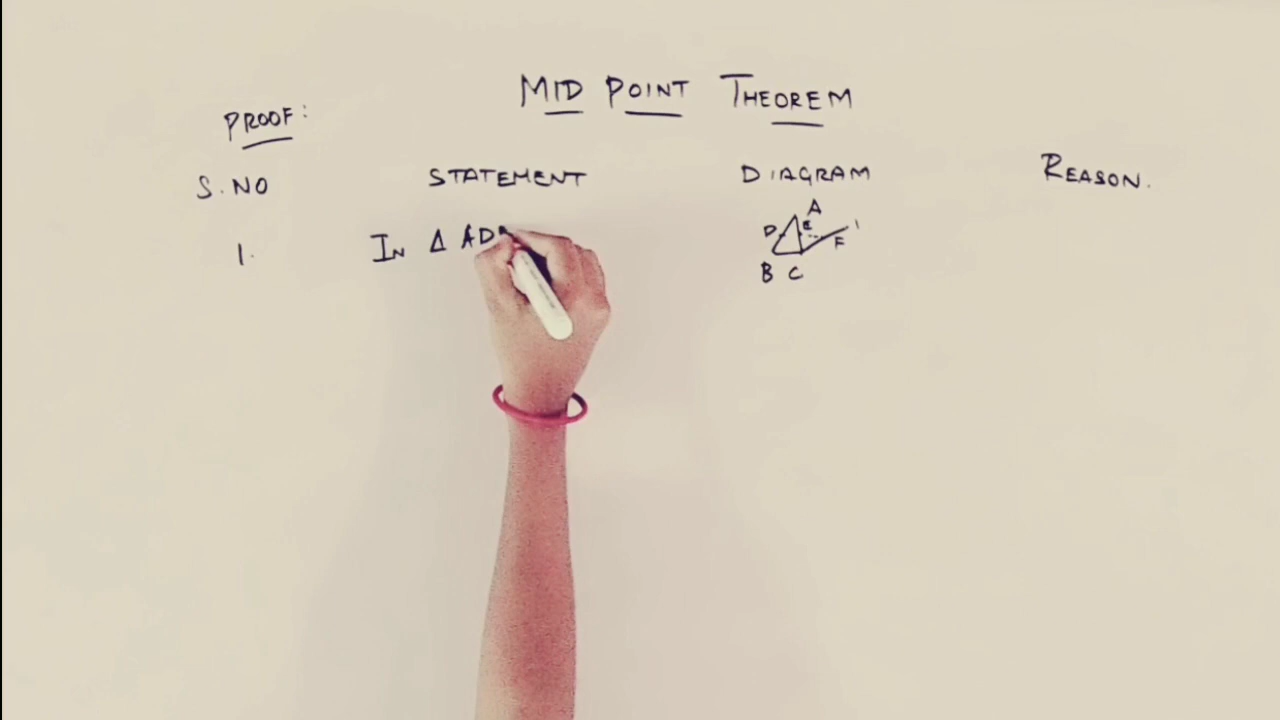 MID POINT THEOREM
PROOF:
S.NO STATEMENT DIAGRAM REASON.
1. IN Δ AD
A
D E
F
B C